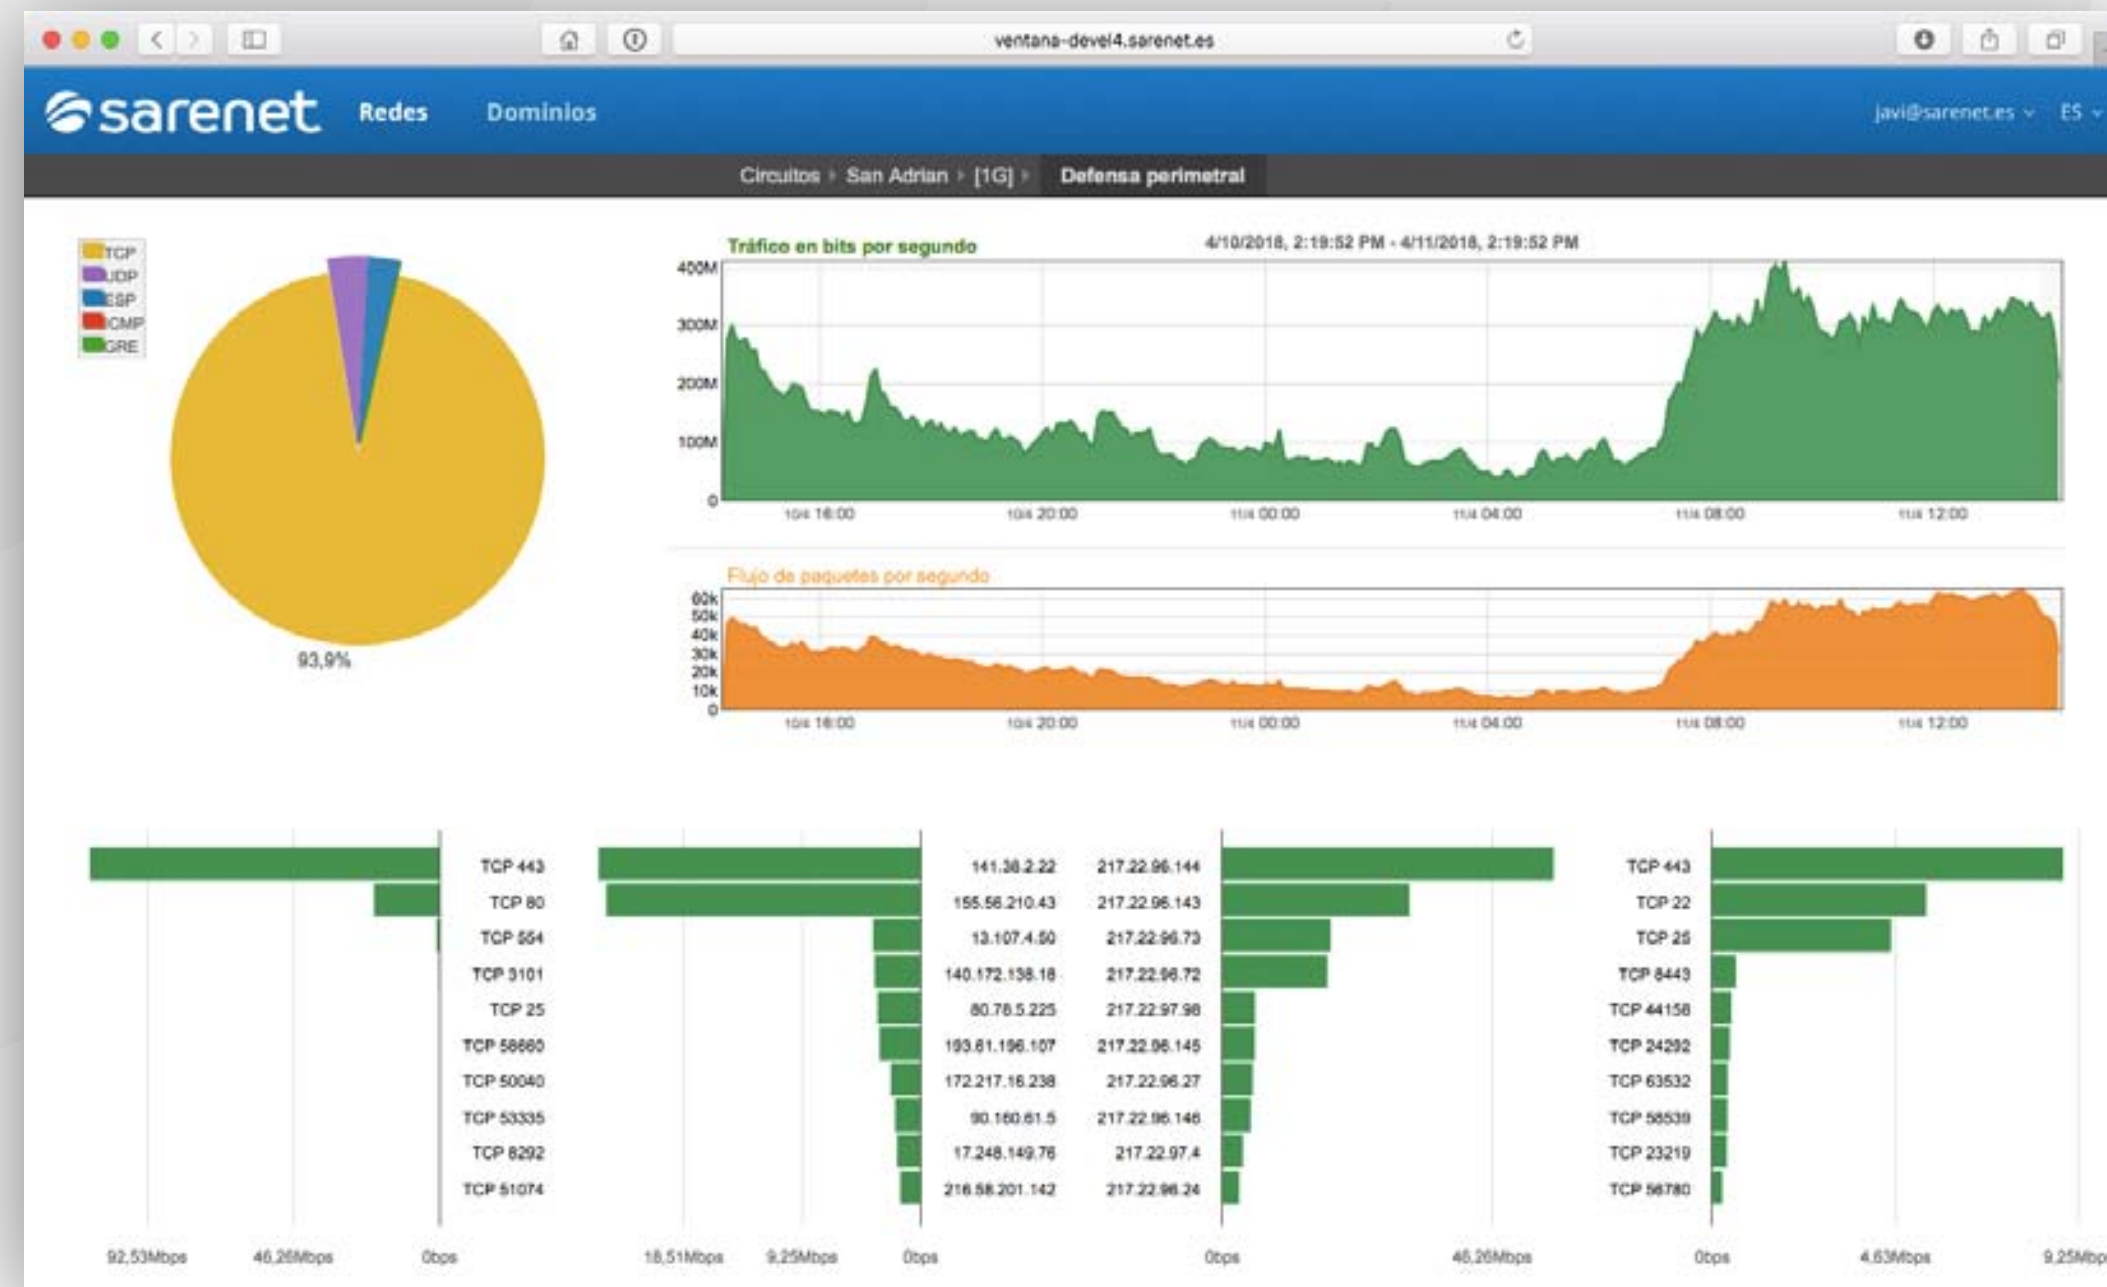 ventana-devel4.sarenet.es
sarenet Redes Dominios javi@sarenet.es ES
Circuitos San Adrian [1G] Defensa perimetral
TCP
UDP
ESP
ICMP
GRE
93,9%
Tráfico en bits por segundo 4/10/2018, 2:19:52 PM - 4/11/2018, 2:19:52 PM
400M
300M
200M
100M
0
10/4 16:00 10/4 20:00 11/4 00:00 11/4 04:00 11/4 08:00 11/4 12:00
Flujo de paquetes por segundo
60k
50k
40k
30k
20k
10k
0
10/4 16:00 10/4 20:00 11/4 00:00 11/4 04:00 11/4 08:00 11/4 12:00
TCP 443 141.38.2.22 217.22.96.144 TCP 443
TCP 80 155.56.210.43 217.22.96.143 TCP 22
TCP 554 13.107.4.50 217.22.96.73 TCP 25
TCP 3101 140.172.138.18 217.22.96.72 TCP 8443
TCP 25 80.78.5.225 217.22.97.98 TCP 44158
TCP 58660 193.61.196.107 217.22.96.145 TCP 24292
TCP 50040 172.217.16.238 217.22.96.27 TCP 63532
TCP 53335 90.160.61.5 217.22.96.146 TCP 58539
TCP 8292 17.248.149.76 217.22.97.4 TCP 23219
TCP 51074 216.58.201.142 217.22.96.24 TCP 56780
92,53Mbps 46,26Mbps 0bps 18,51Mbps 9,25Mbps 0bps 0bps 46,26Mbps 0bps 4,63Mbps 9,25Mbp